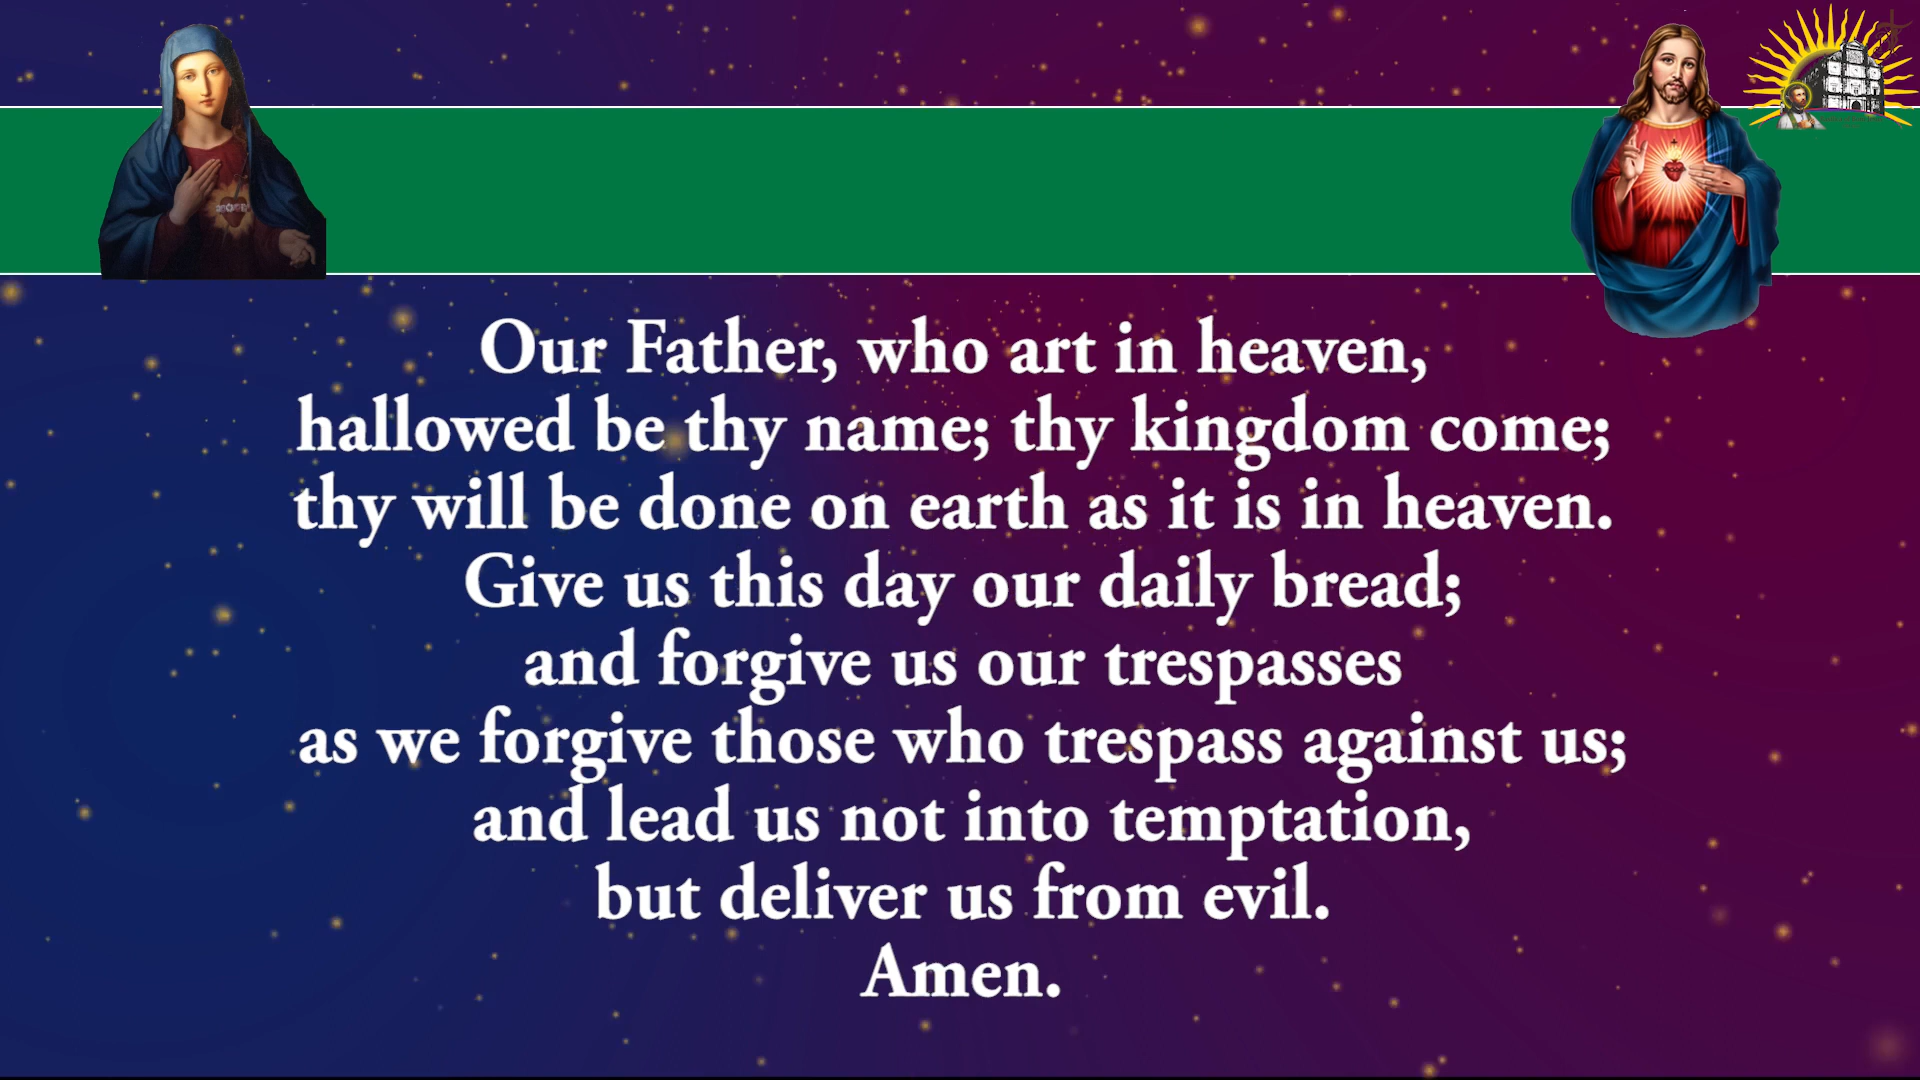 Our Father, who art in heaven,
hallowed be thy name; thy kingdom come;
thy will be done on earth as it is in heaven.
Give us this day our daily bread;
and forgive us our trespasses
as we forgive those who trespass against us;
and lead us not into temptation,
but deliver us from evil.
Amen.